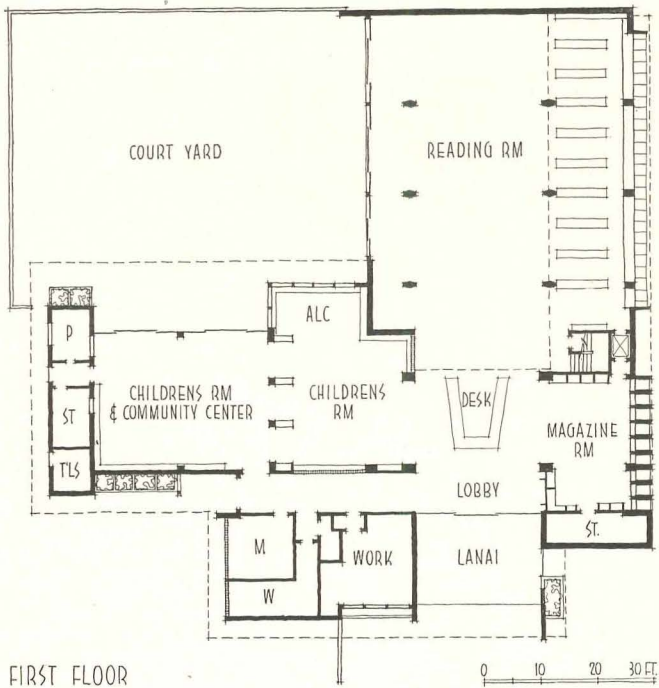 COURT YARD
READING RM
ALC
P
CHILDRENS RM
& COMMUNITY CENTER
CHILDRENS
RM
DESK
ST
MAGAZINE
RM
T'LS
LOBBY
ST.
M
WORK
LANAI
W
FIRST FLOOR
0 10 20 30 FT.